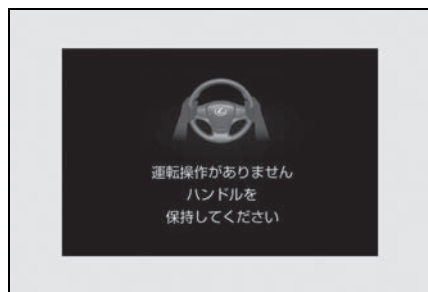 運転操作がありません
ハンドルを
保持してください